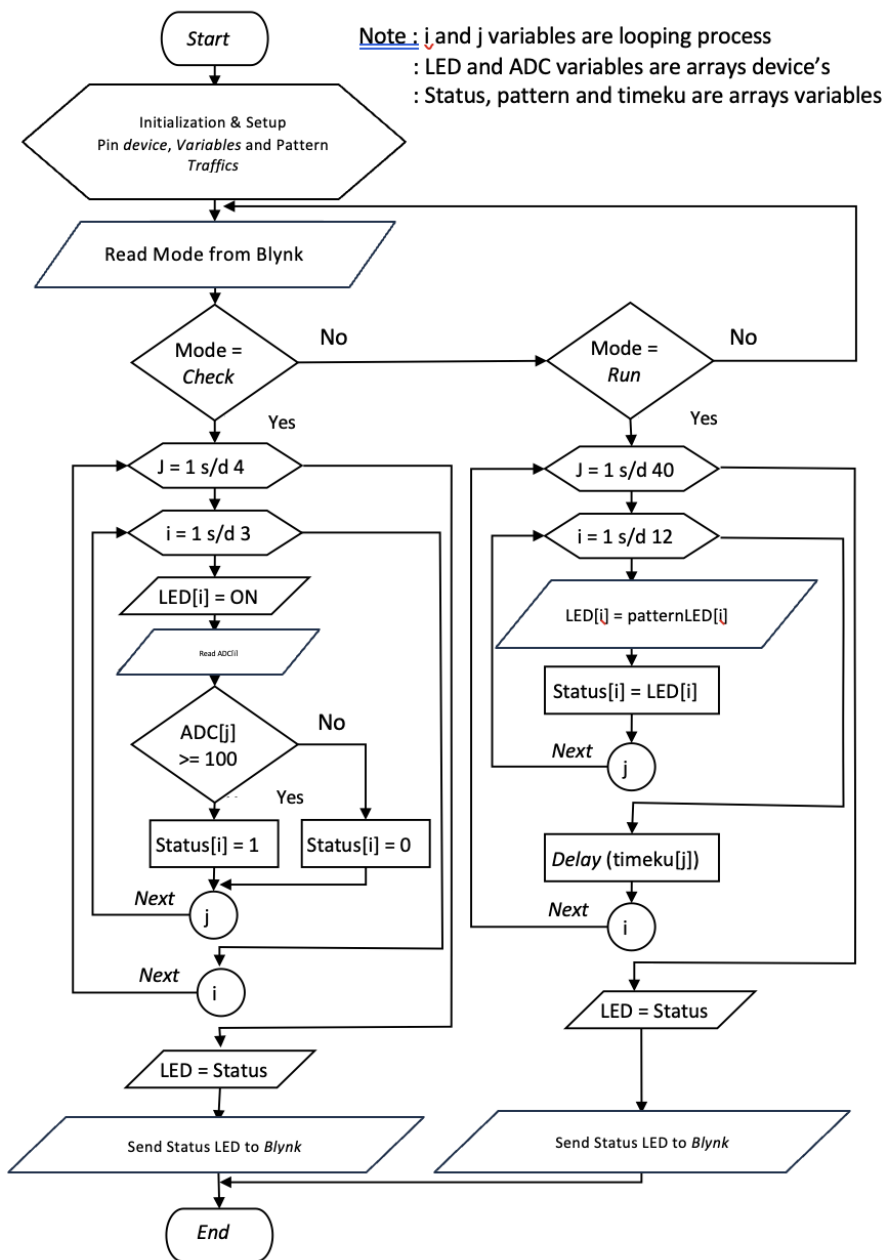 Start
Note : i and j variables are looping process
: LED and ADC variables are arrays device’s
: Status, pattern and timeku are arrays variables
Initialization & Setup
Pin device, Variables and Pattern
Traffics
Read Mode from Blynk
Mode =
Check
No
Yes
Mode =
Run
No
Yes
J = 1 s/d 4
i = 1 s/d 3
LED[i] = ON
Read ADC[i]
ADC[j]
>= 100
No
Yes
Status[i] = 1
Status[i] = 0
Next
j
Next
i
LED = Status
Send Status LED to Blynk
J = 1 s/d 40
i = 1 s/d 12
LED[i] = patternLED[i]
Status[i] = LED[i]
Next
j
Delay (timeku[j])
Next
i
LED = Status
Send Status LED to Blynk
End